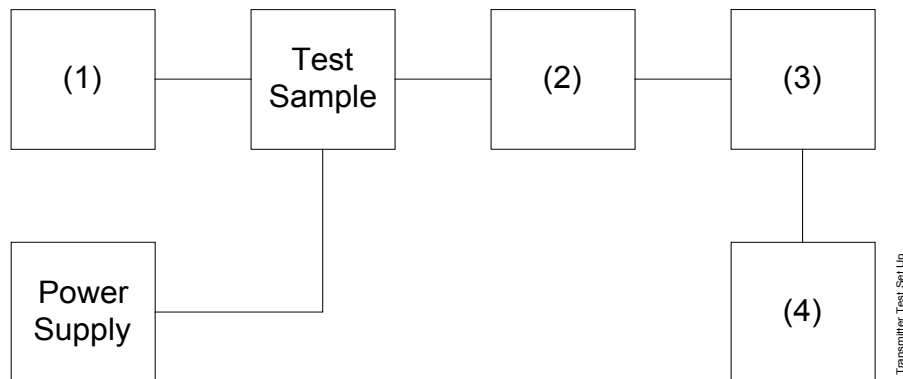 (1)
Test
Sample
(2)
(3)
Power
Supply
(4)
Transmitter Test Set Up